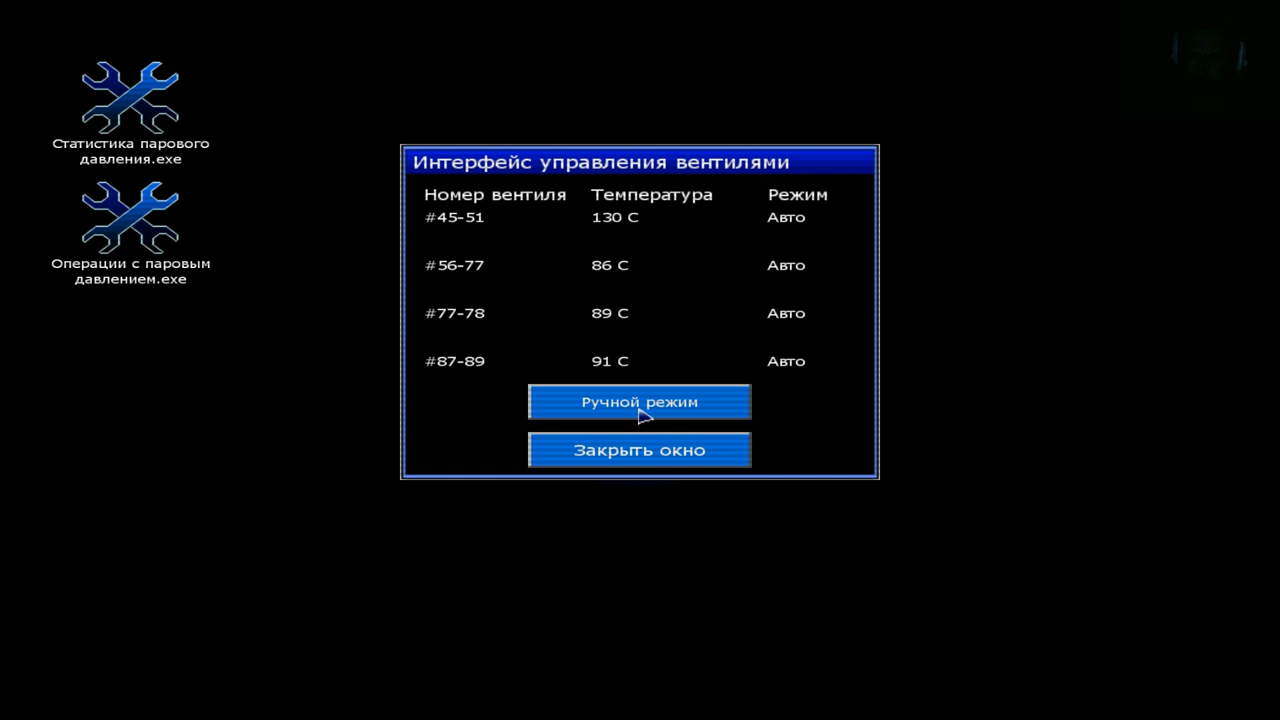 Статистика парового
давления.exe
Операции с паровым
давлением.exe
Интерфейс управления вентилями
Номер вентиля Температура Режим
#45-51 130 C Авто
#56-77 86 C Авто
#77-78 89 C Авто
#87-89 91 C Авто
Ручной режим
Закрыть окно